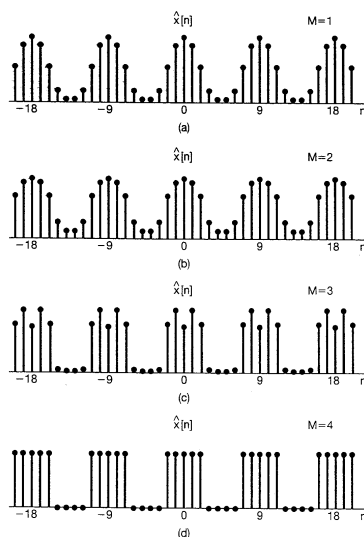 x̂[n] M=1
−18 −9 0 9 18 n
(a)
x̂[n] M=2
−18 −9 0 9 18 n
(b)
x̂[n] M=3
−18 −9 0 9 18 n
(c)
x̂[n] M=4
−18 −9 0 9 18 n
(d)